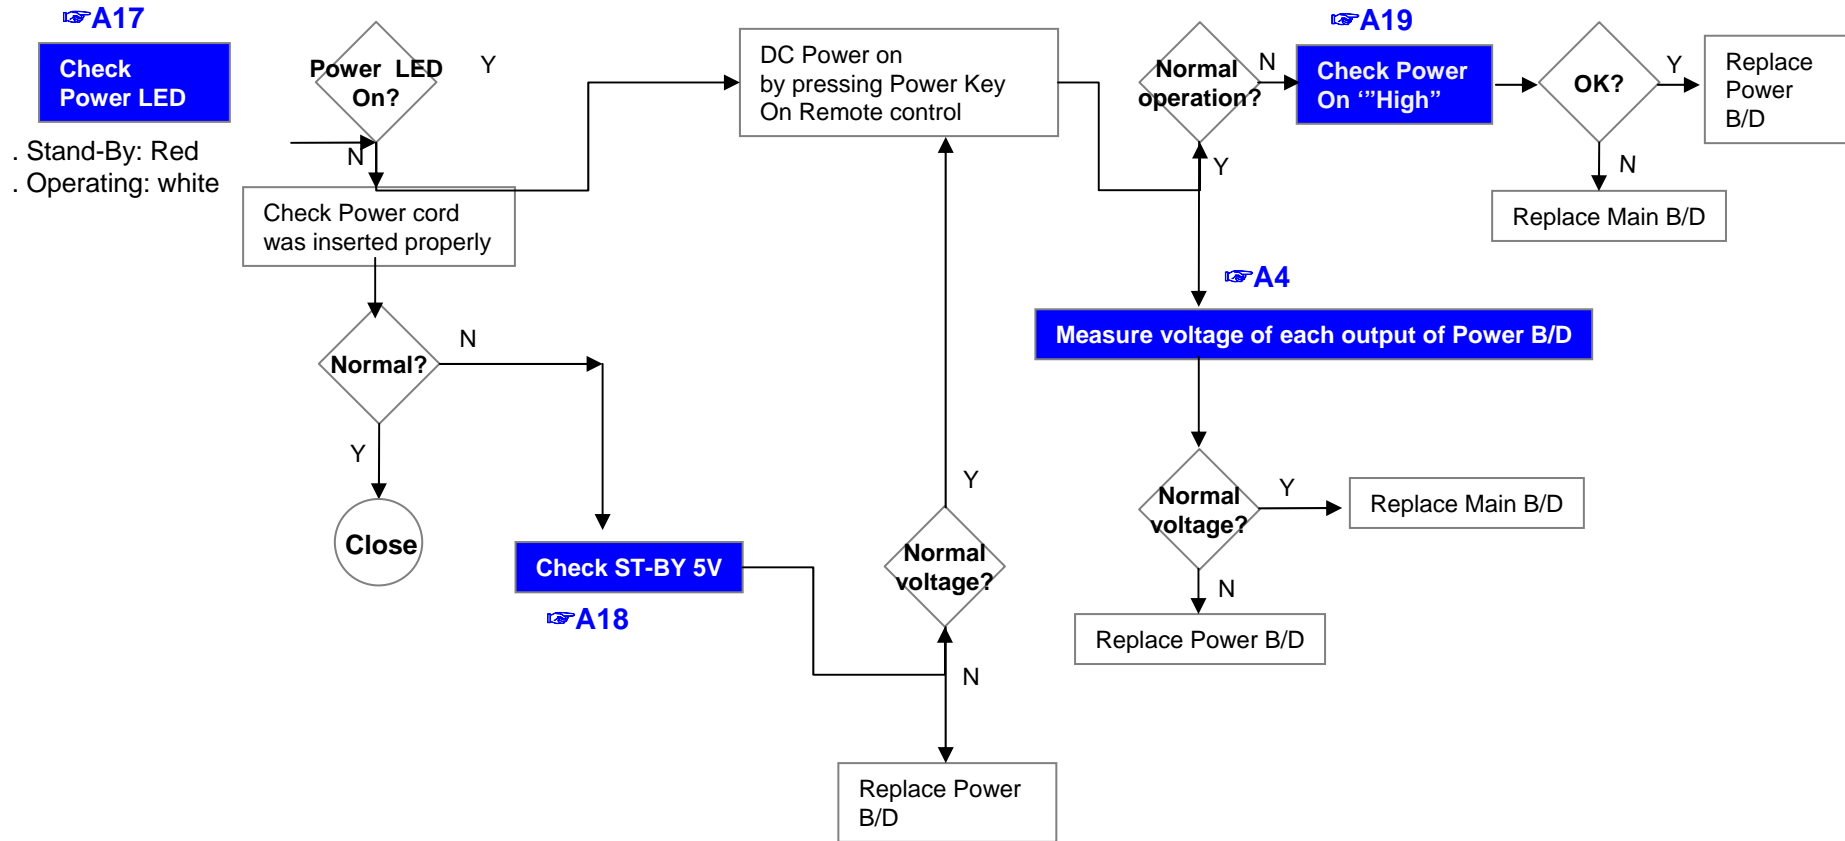 ☞A17
Check
Power LED
. Stand-By: Red
. Operating: white
Power LED
On?
Y
N
Check Power cord
was inserted properly
Normal?
N
Y
Close
Check ST-BY 5V
☞A18
DC Power on
by pressing Power Key
On Remote control
Y
Normal
voltage?
N
Replace Power
B/D
Normal
operation?
N
Y
☞A19
Check Power
On ‘”High”
OK?
Y
Replace
Power
B/D
N
Replace Main B/D
☞A4
Measure voltage of each output of Power B/D
Normal
voltage?
Y
Replace Main B/D
N
Replace Power B/D